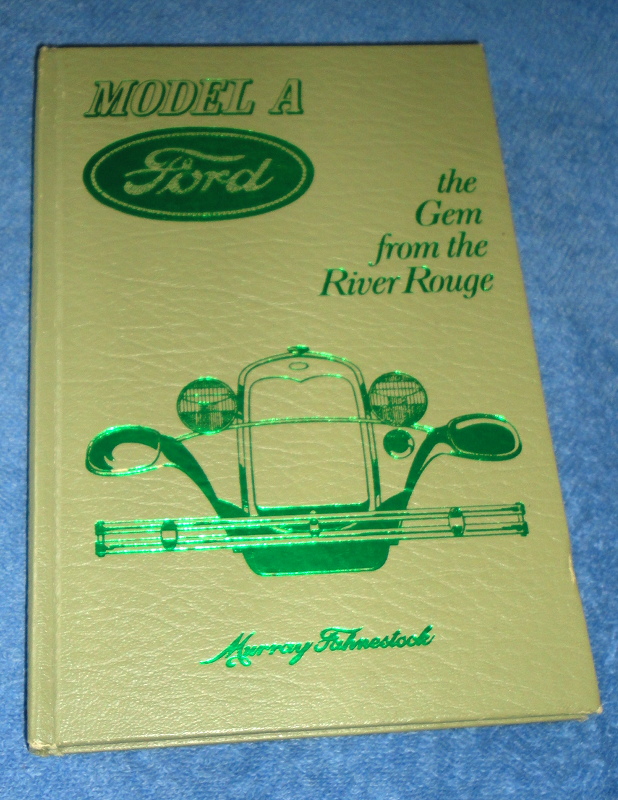 MODEL A
Ford
the
Gem
from the
River Rouge
Murray Fahnestock